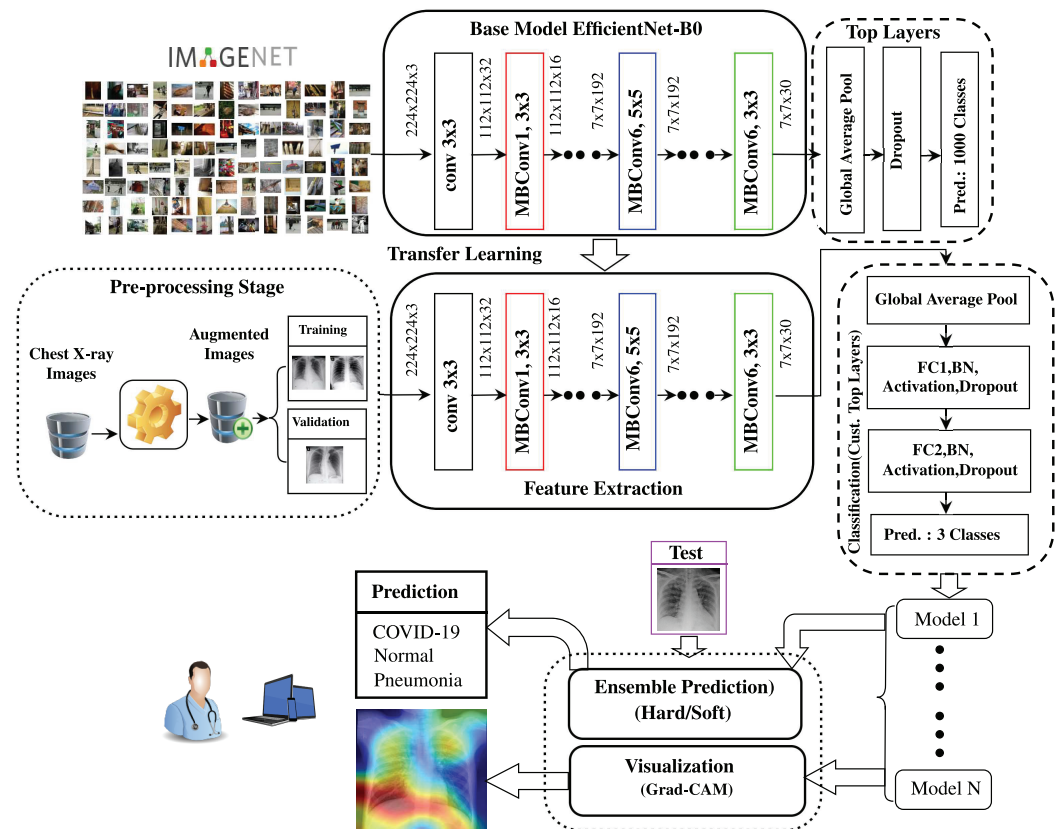 IMAGENET
Base Model EfficientNet-B0
224x224x3
conv 3x3
112x112x32
MBConv1, 3x3
112x112x16
7x7x192
MBConv6, 5x5
7x7x192
MBConv6, 3x3
7x7x30
Top Layers
Global Average Pool
Dropout
Pred.: 1000 Classes
Transfer Learning
Pre-processing Stage
Chest X-ray
Images
Augmented
Images
Training
Validation
224x224x3
conv 3x3
112x112x32
MBConv1, 3x3
112x112x16
7x7x192
MBConv6, 5x5
7x7x192
MBConv6, 3x3
7x7x30
Feature Extraction
Classification(Cust. Top Layers)
Global Average Pool
FC1,BN,
Activation,Dropout
FC2,BN,
Activation,Dropout
Pred. : 3 Classes
Test
Prediction
COVID-19
Normal
Pneumonia
Ensemble Prediction)
(Hard/Soft)
Visualization
(Grad-CAM)
Model 1
Model N